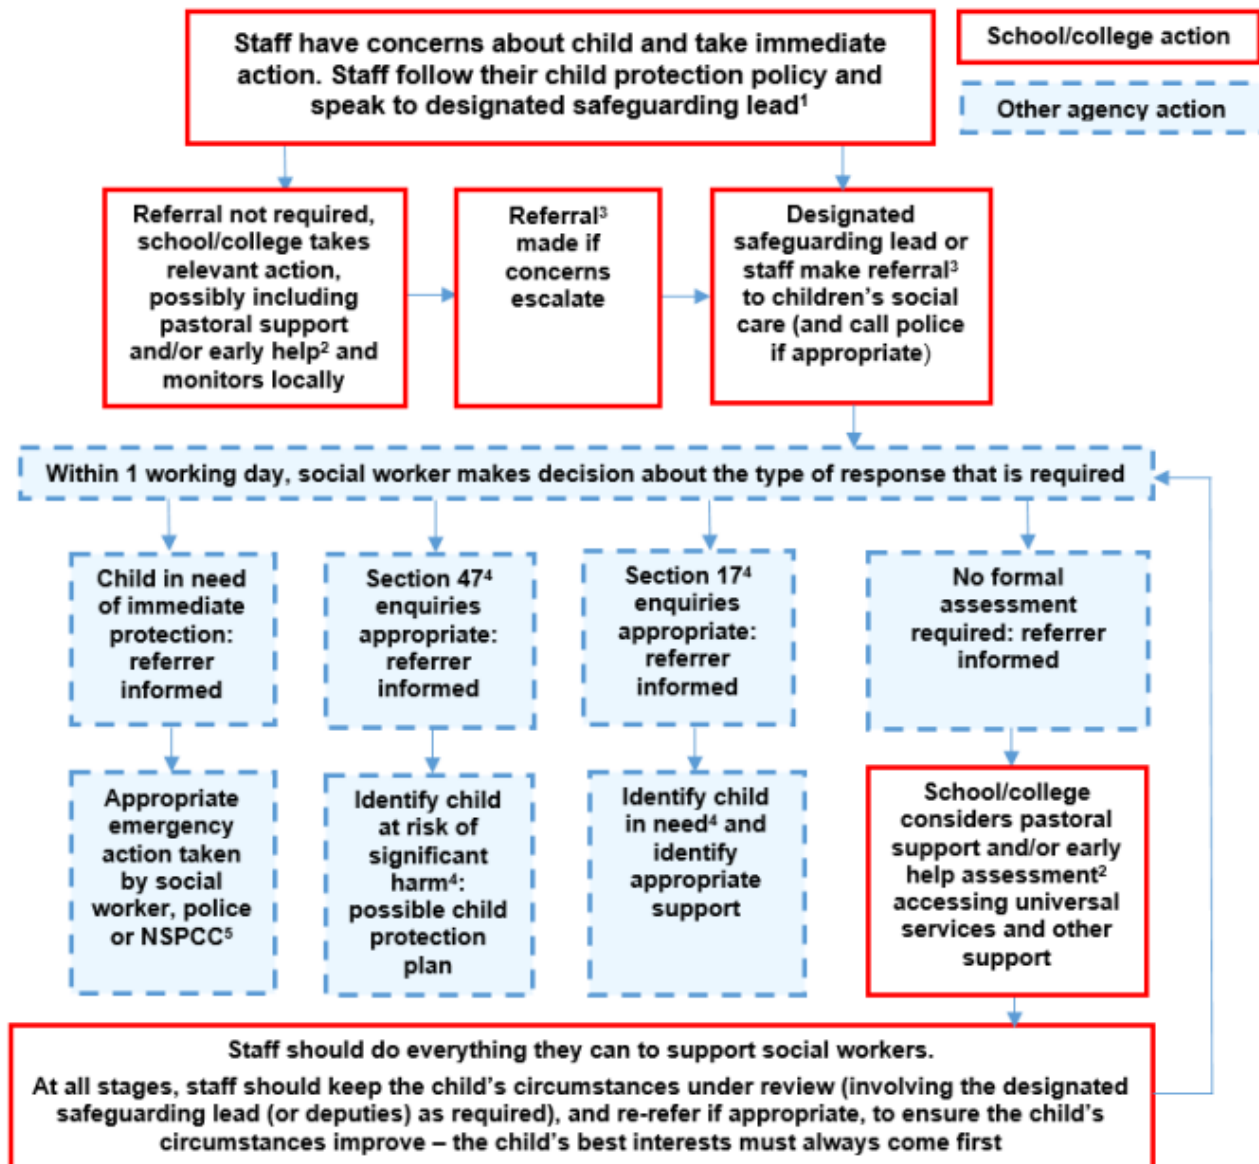 Staff have concerns about child and take immediate
action. Staff follow their child protection policy and
speak to designated safeguarding lead¹
School/college action
Other agency action
Referral not required,
school/college takes
relevant action,
possibly including
pastoral support
and/or early help² and
monitors locally
Referral³
made if
concerns
escalate
Designated
safeguarding lead or
staff make referral³
to children's social
care (and call police
if appropriate)
Within 1 working day, social worker makes decision about the type of response that is required
Child in need
of immediate
protection:
referrer
informed
Section 47⁴
enquiries
appropriate:
referrer
informed
Section 17⁴
enquiries
appropriate:
referrer
informed
No formal
assessment
required: referrer
informed
Appropriate
emergency
action taken
by social
worker, police
or NSPCC⁵
Identify child
at risk of
significant
harm⁴:
possible child
protection
plan
Identify child
in need⁴ and
identify
appropriate
support
School/college
considers pastoral
support and/or early
help assessment²
accessing universal
services and other
support
Staff should do everything they can to support social workers.
At all stages, staff should keep the child's circumstances under review (involving the designated
safeguarding lead (or deputies) as required), and re-refer if appropriate, to ensure the child's
circumstances improve – the child's best interests must always come first